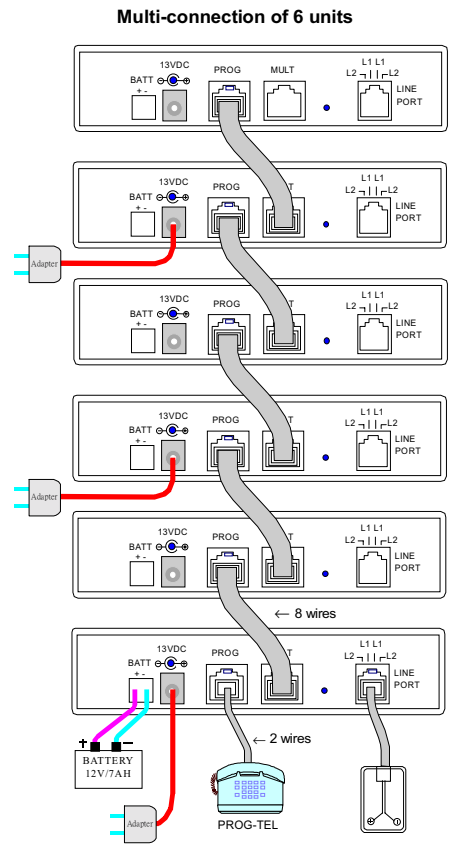 Multi-connection of 6 units
13VDC
BATT
+ -
PROG
MULT
L1 L1
L2 L2
LINE
PORT
13VDC
BATT
+ -
PROG
T
L1 L1
L2 L2
LINE
PORT
Adapter
13VDC
BATT
+ -
PROG
T
L1 L1
L2 L2
LINE
PORT
13VDC
BATT
+ -
PROG
T
L1 L1
L2 L2
LINE
PORT
Adapter
13VDC
BATT
+ -
PROG
T
L1 L1
L2 L2
LINE
PORT
← 8 wires
13VDC
BATT
+ -
PROG
T
L1 L1
L2 L2
LINE
PORT
+ −
BATTERY
12V/7AH
← 2 wires
Adapter
PROG-TEL
+ -